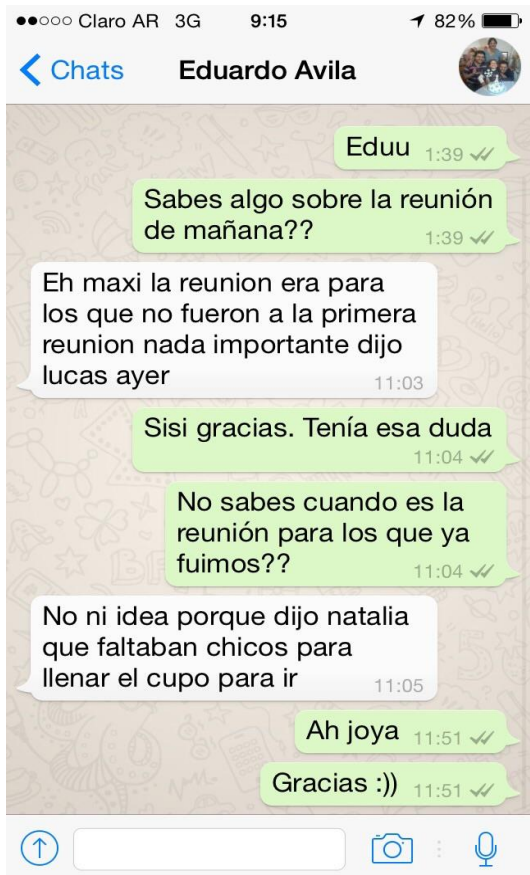 Claro AR 3G 9:15 82%
Chats Eduardo Avila
Eduu 1:39
Sabes algo sobre la reunión
de mañana??
1:39
Eh maxi la reunion era para
los que no fueron a la primera
reunion nada importante dijo
lucas ayer
11:03
Sisi gracias. Tenía esa duda
11:04
No sabes cuando es la
reunión para los que ya
fuimos??
11:04
No ni idea porque dijo natalia
que faltaban chicos para
llenar el cupo para ir
11:05
Ah joya 11:51
Gracias :)) 11:51